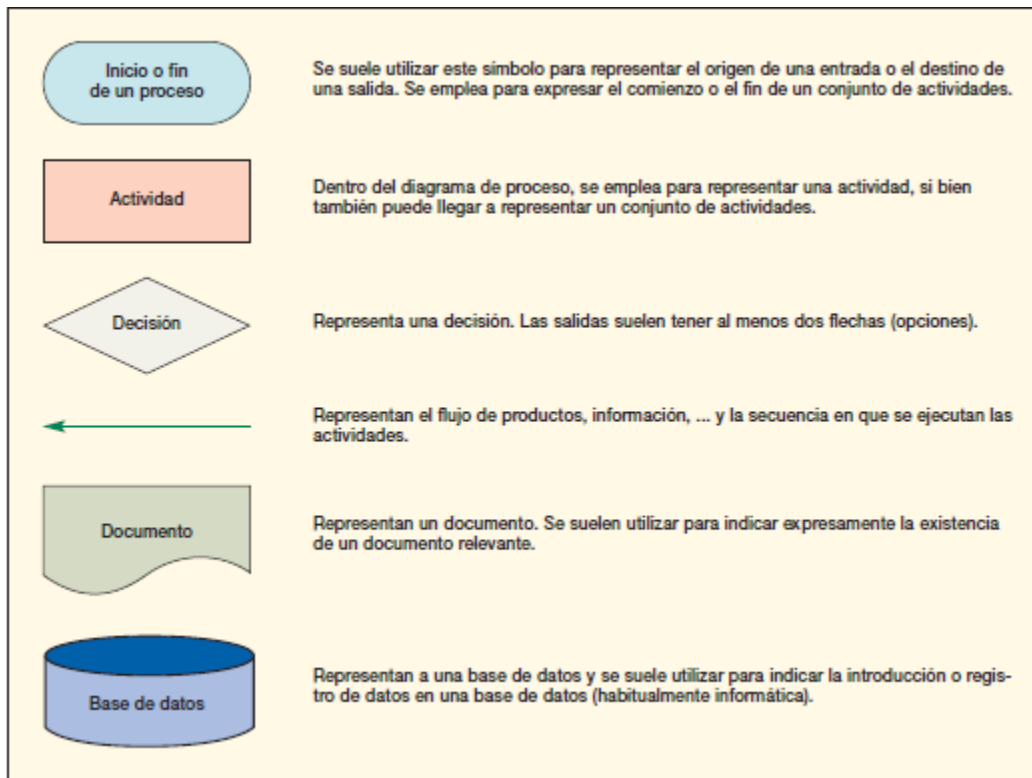 Inicio o fin
de un proceso
Se suele utilizar este símbolo para representar el origen de una entrada o el destino de
una salida. Se emplea para expresar el comienzo o el fin de un conjunto de actividades.
Actividad
Dentro del diagrama de proceso, se emplea para representar una actividad, si bien
también puede llegar a representar un conjunto de actividades.
Decisión
Representa una decisión. Las salidas suelen tener al menos dos flechas (opciones).
Representan el flujo de productos, información, ... y la secuencia en que se ejecutan las
actividades.
Documento
Representan un documento. Se suelen utilizar para indicar expresamente la existencia
de un documento relevante.
Base de datos
Representan a una base de datos y se suele utilizar para indicar la introducción o regis-
tro de datos en una base de datos (habitualmente informática).